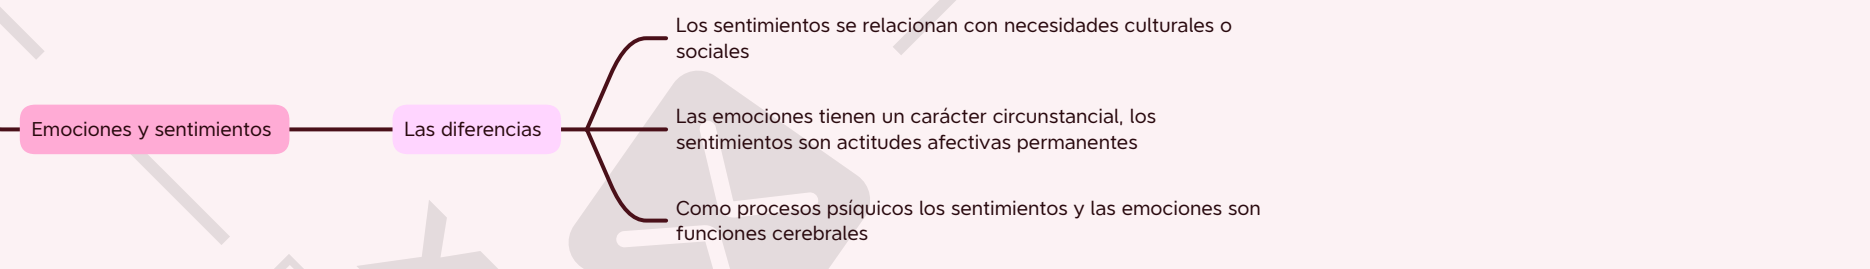 Los sentimientos se relacionan con necesidades culturales o
sociales
Emociones y sentimientos
Las diferencias
Las emociones tienen un carácter circunstancial, los
sentimientos son actitudes afectivas permanentes
Como procesos psíquicos los sentimientos y las emociones son
funciones cerebrales